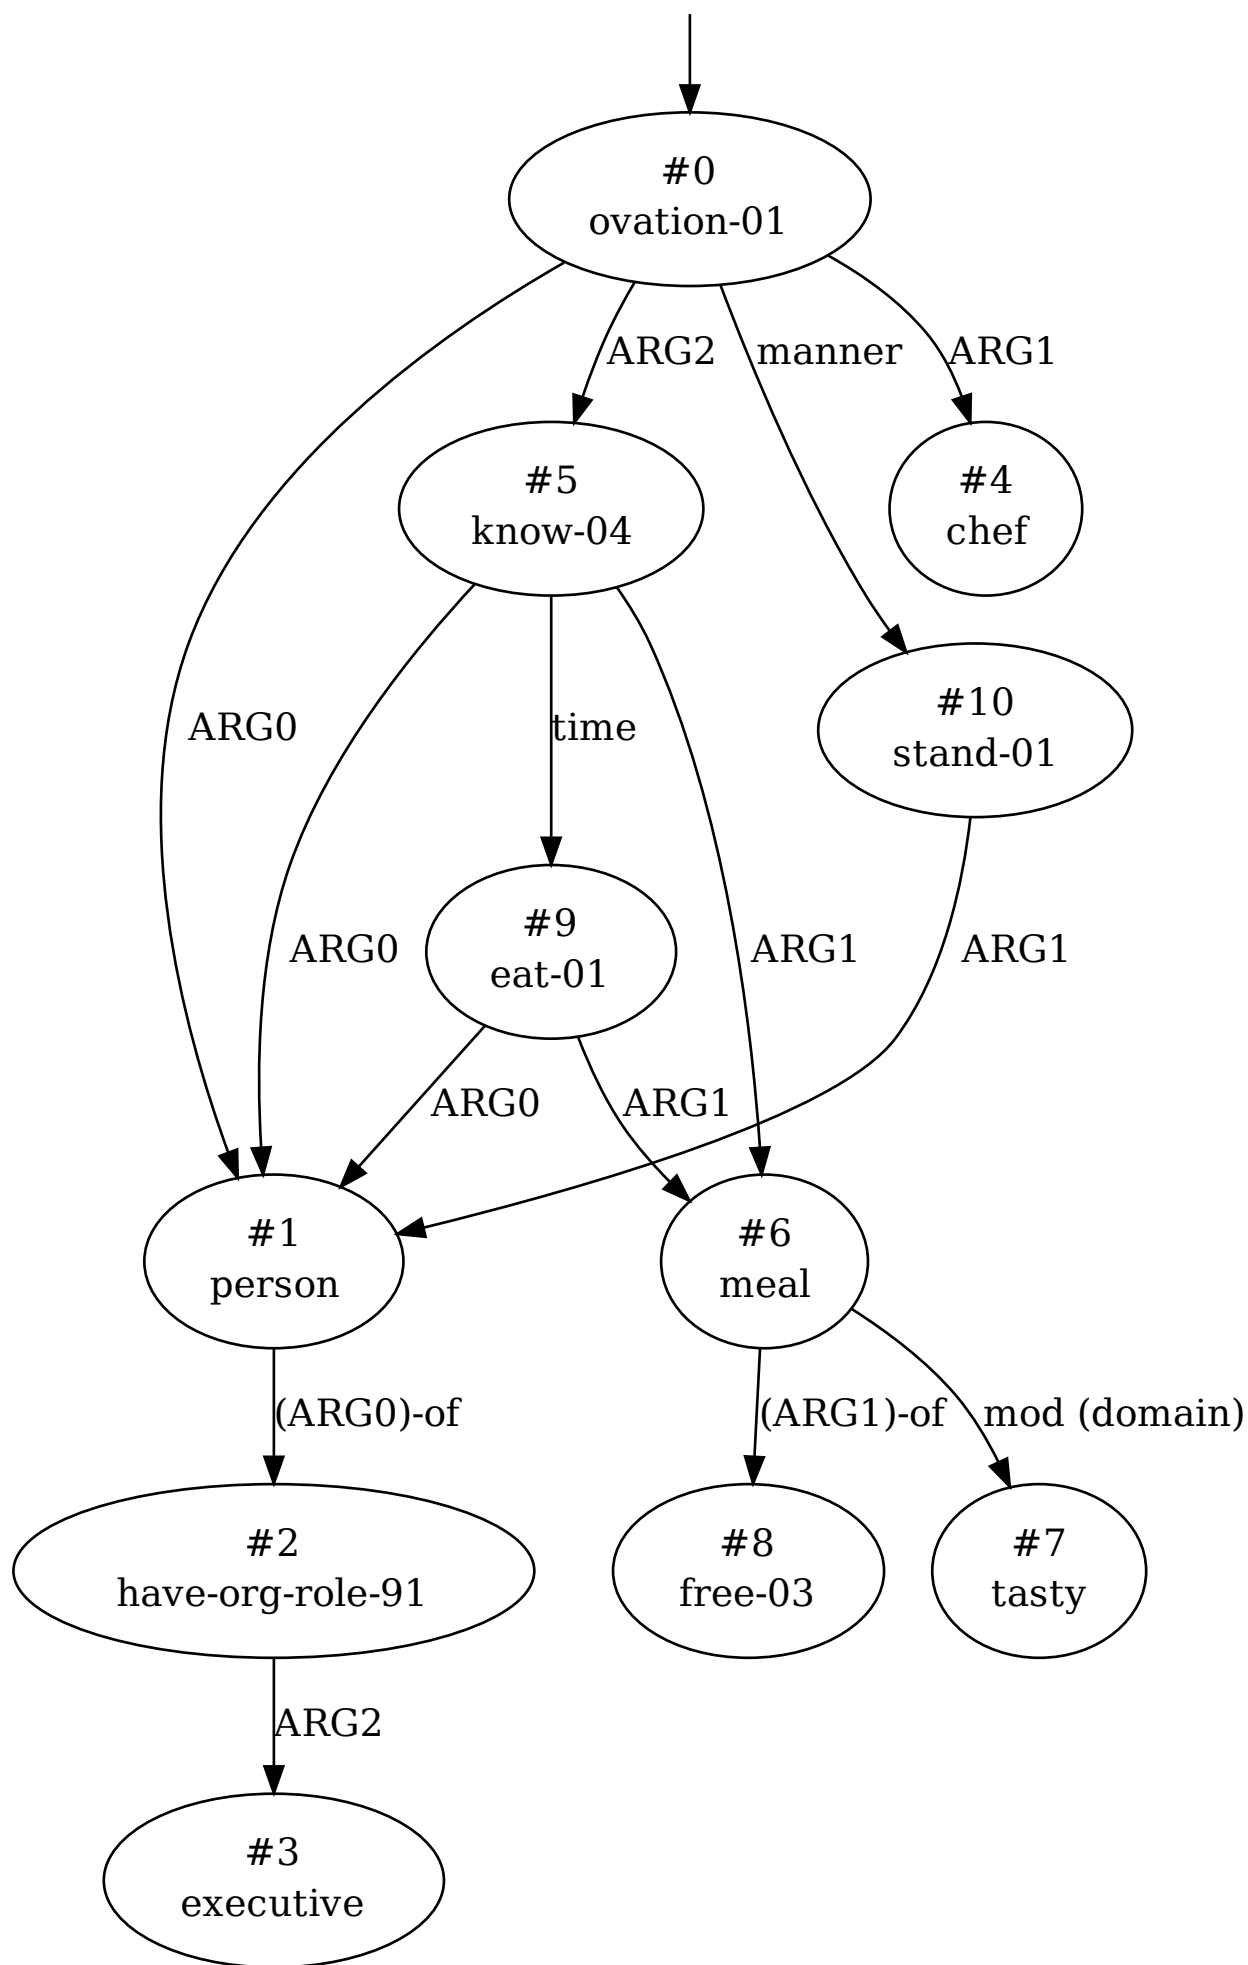 #0
ovation-01
ARG2
manner
ARG1
#5
know-04
#4
chef
#10
stand-01
ARG0
time
#9
eat-01
ARG0
ARG1
ARG1
ARG0
ARG1
#1
person
#6
meal
(ARG0)-of
(ARG1)-of
mod (domain)
#2
have-org-role-91
#8
free-03
#7
tasty
ARG2
#3
executive